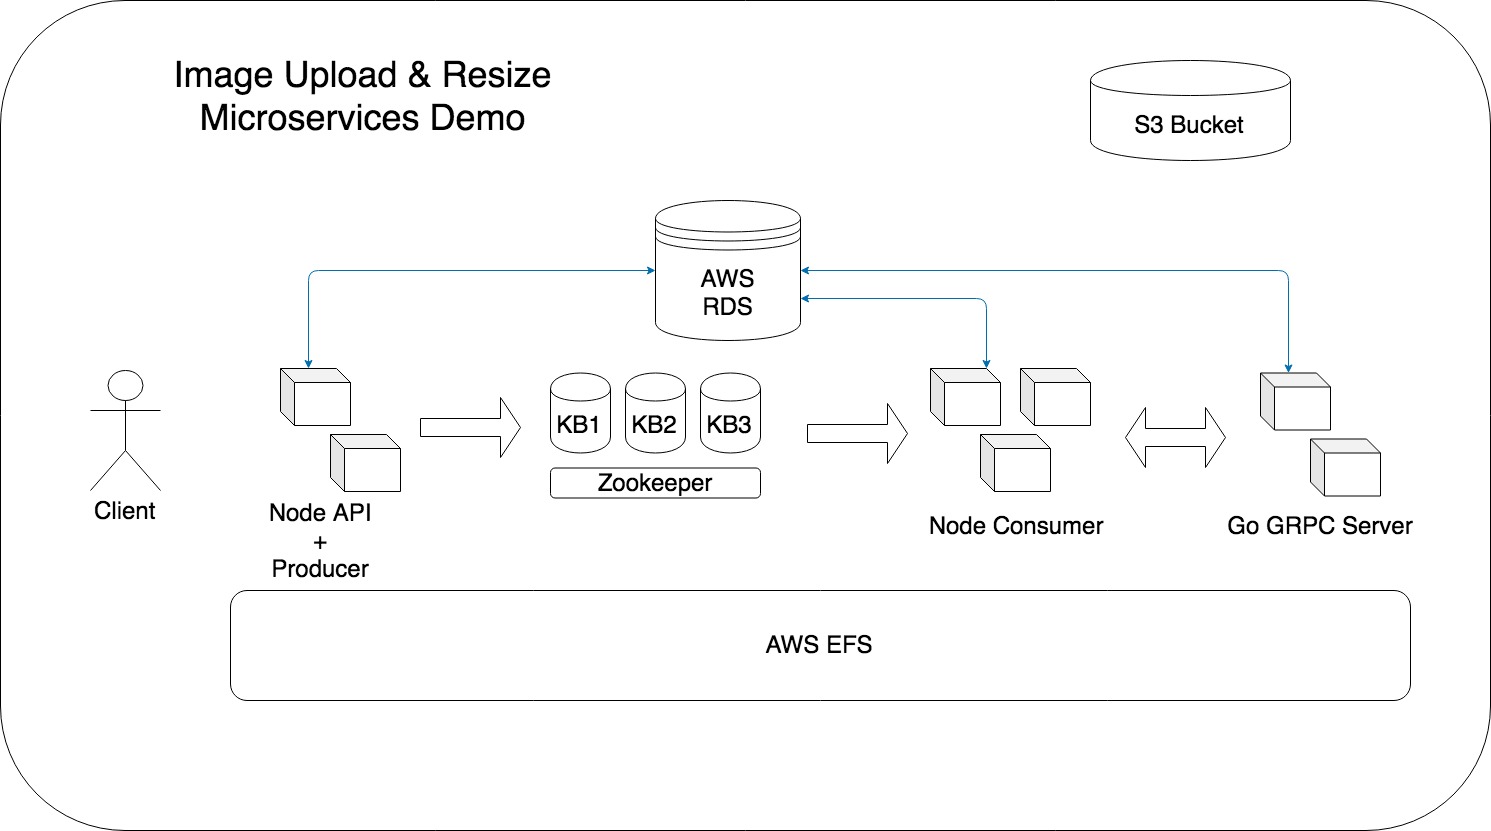 Image Upload & Resize
Microservices Demo
S3 Bucket
AWS
RDS
KB1
KB2
KB3
Zookeeper
Client
Node API
+
Producer
Node Consumer
Go GRPC Server
AWS EFS